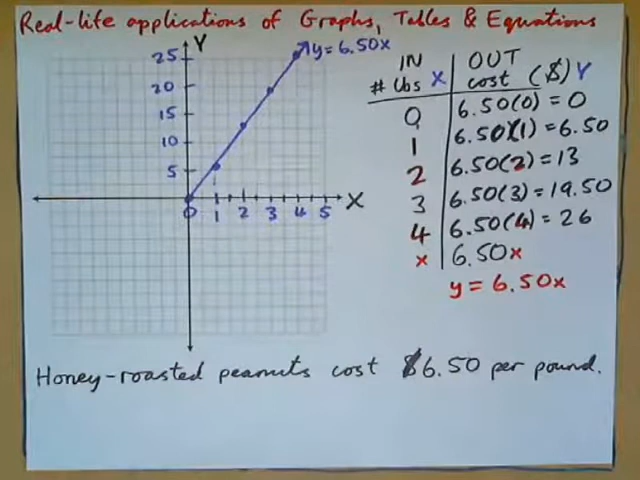 Real-life applications of Graphs, Tables & Equations
Y
y=6.50x
25
20
15
10
5
0 1 2 3 4 5 X
IN OUT
# lbs X cost ($) Y
0 6.50(0) = 0
1 6.50(1) = 6.50
2 6.50(2) = 13
3 6.50(3) = 19.50
4 6.50(4) = 26
x 6.50x
y = 6.50x
Honey-roasted peanuts cost $6.50 per pound.